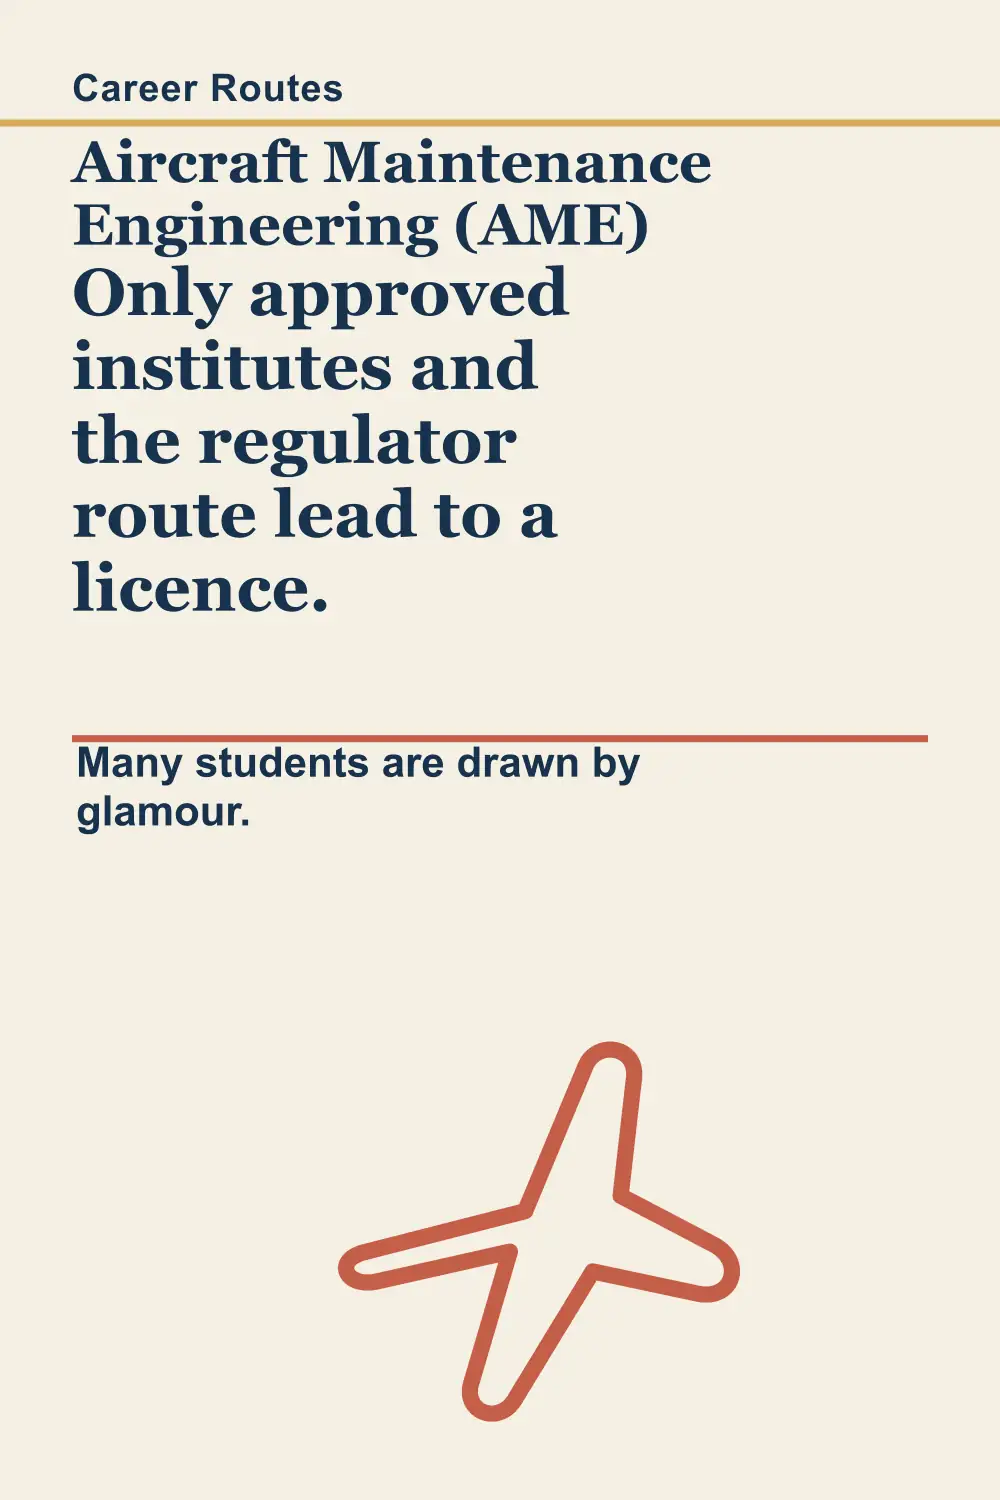 Career Routes
Aircraft Maintenance
Engineering (AME)
Only approved
institutes and
the regulator
route lead to a
licence.
Many students are drawn by
glamour.